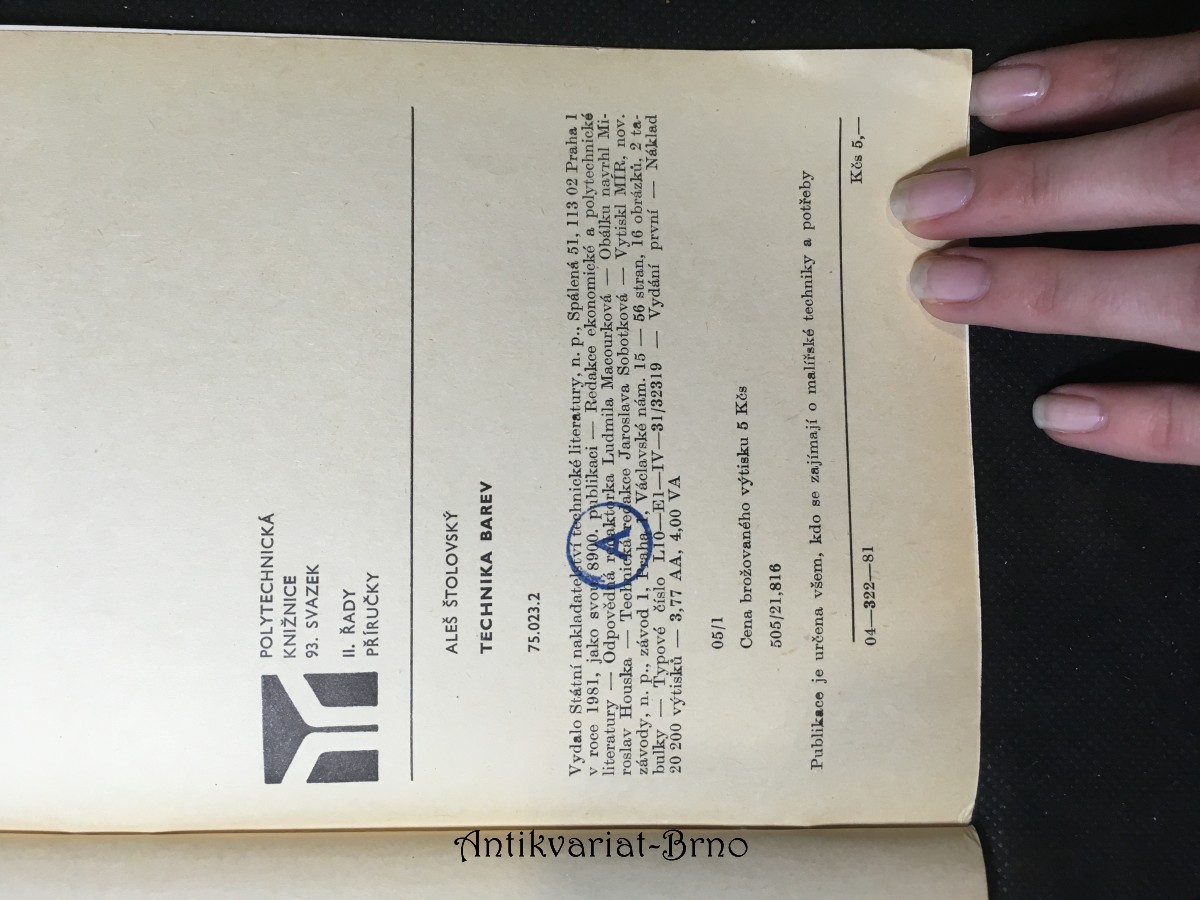 POLYTECHNICKÁ
KNIŽNICE
93. SVAZEK
II. ŘADY
PŘÍRUČKY
ALEŠ ŠTOLOVSKÝ
TECHNIKA BAREV
75.023.2
Vydalo Státní nakladatelství technické literatury, n. p., Spálená 51, 113 02 Praha 1
v roce 1981, jako svou 8900. publikaci — Redakce ekonomické a polytechnické
literatury — Odpovědná redaktorka Ludmila Macourková — Obálku navrhl Mi-
roslav Houska — Technická redakce Jaroslava Sobotková — Vytiskl MÍR, nov.
závody, n. p., závod 1, Praha 1, Václavské nám. 15 — 56 stran, 16 obrázků, 2 ta-
bulky — Typové číslo L10—E1—IV—31/32319 — Vydání první — Náklad
20 200 výtisků — 3,77 AA, 4,00 VA
A
05/1
Cena brožovaného výtisku 5 Kčs
505/21,816
Publikace je určena všem, kdo se zajímají o malířské techniky a potřeby
04—322—81 Kčs 5,—
Antikvariat-Brno